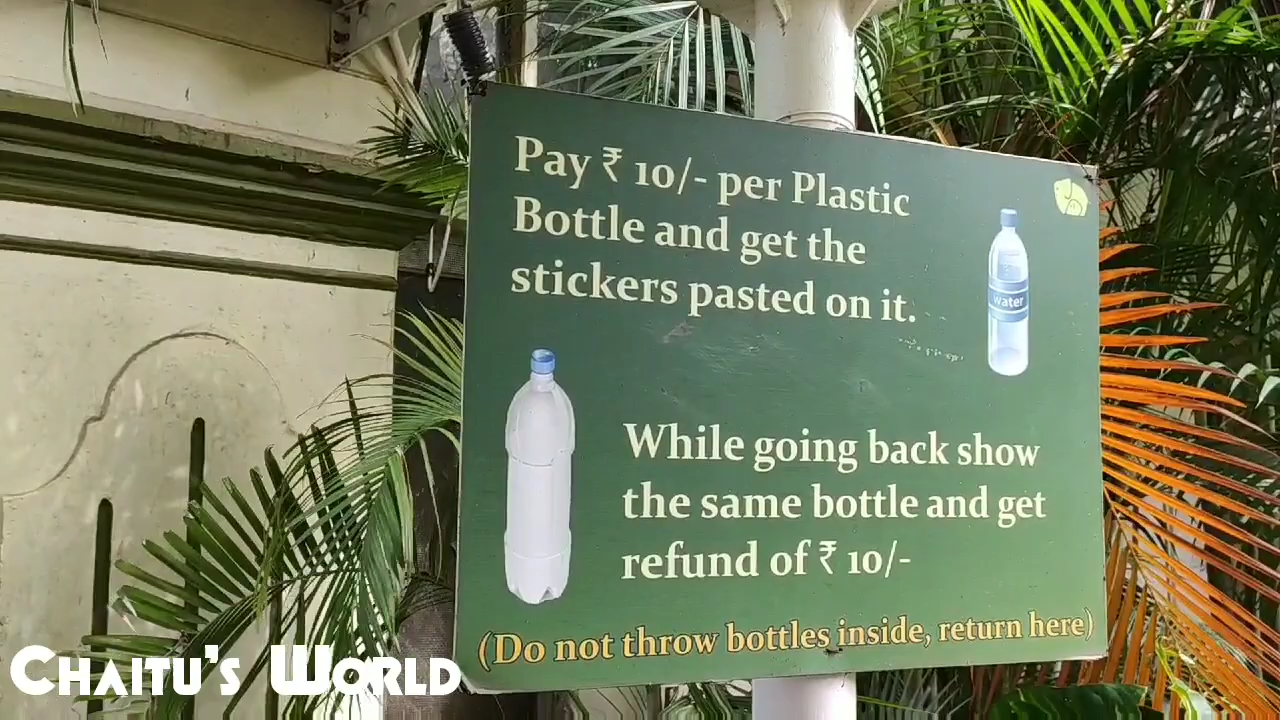 Pay ₹ 10/- per Plastic
Bottle and get the
stickers pasted on it.
water
While going back show
the same bottle and get
refund of ₹ 10/-
(Do not throw bottles inside, return here)
CHAITU'S WORLD